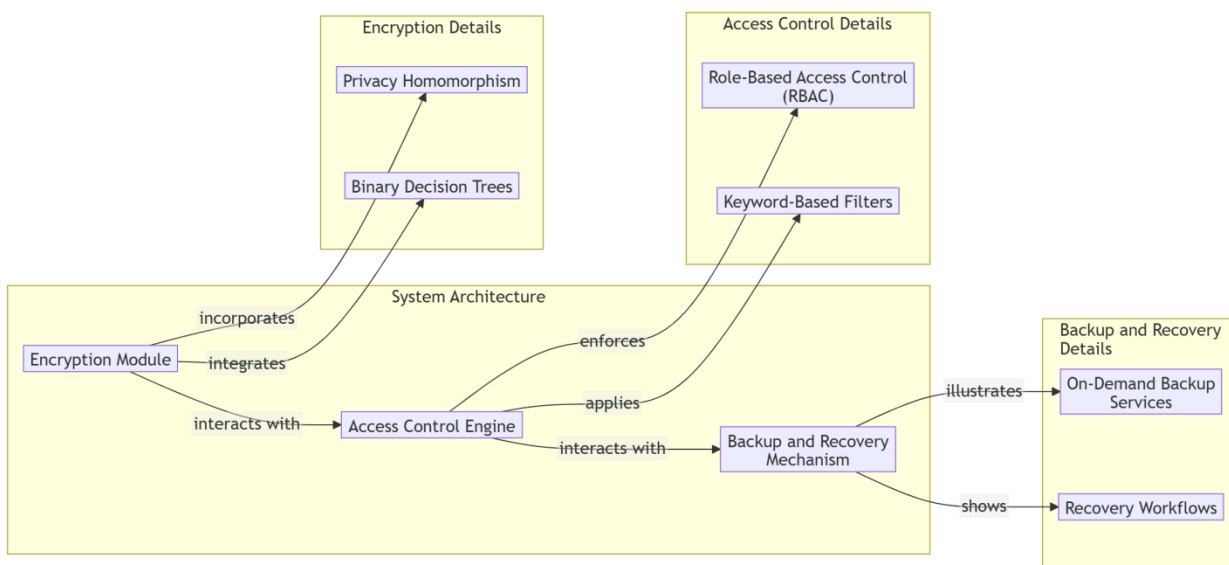 Encryption Details
Privacy Homomorphism
Binary Decision Trees
Access Control Details
Role-Based Access Control
(RBAC)
Keyword-Based Filters
System Architecture
incorporates
Encryption Module
integrates
interacts with
Access Control Engine
enforces
applies
interacts with
Backup and Recovery
Mechanism
illustrates
shows
Backup and Recovery
Details
On-Demand Backup
Services
Recovery Workflows